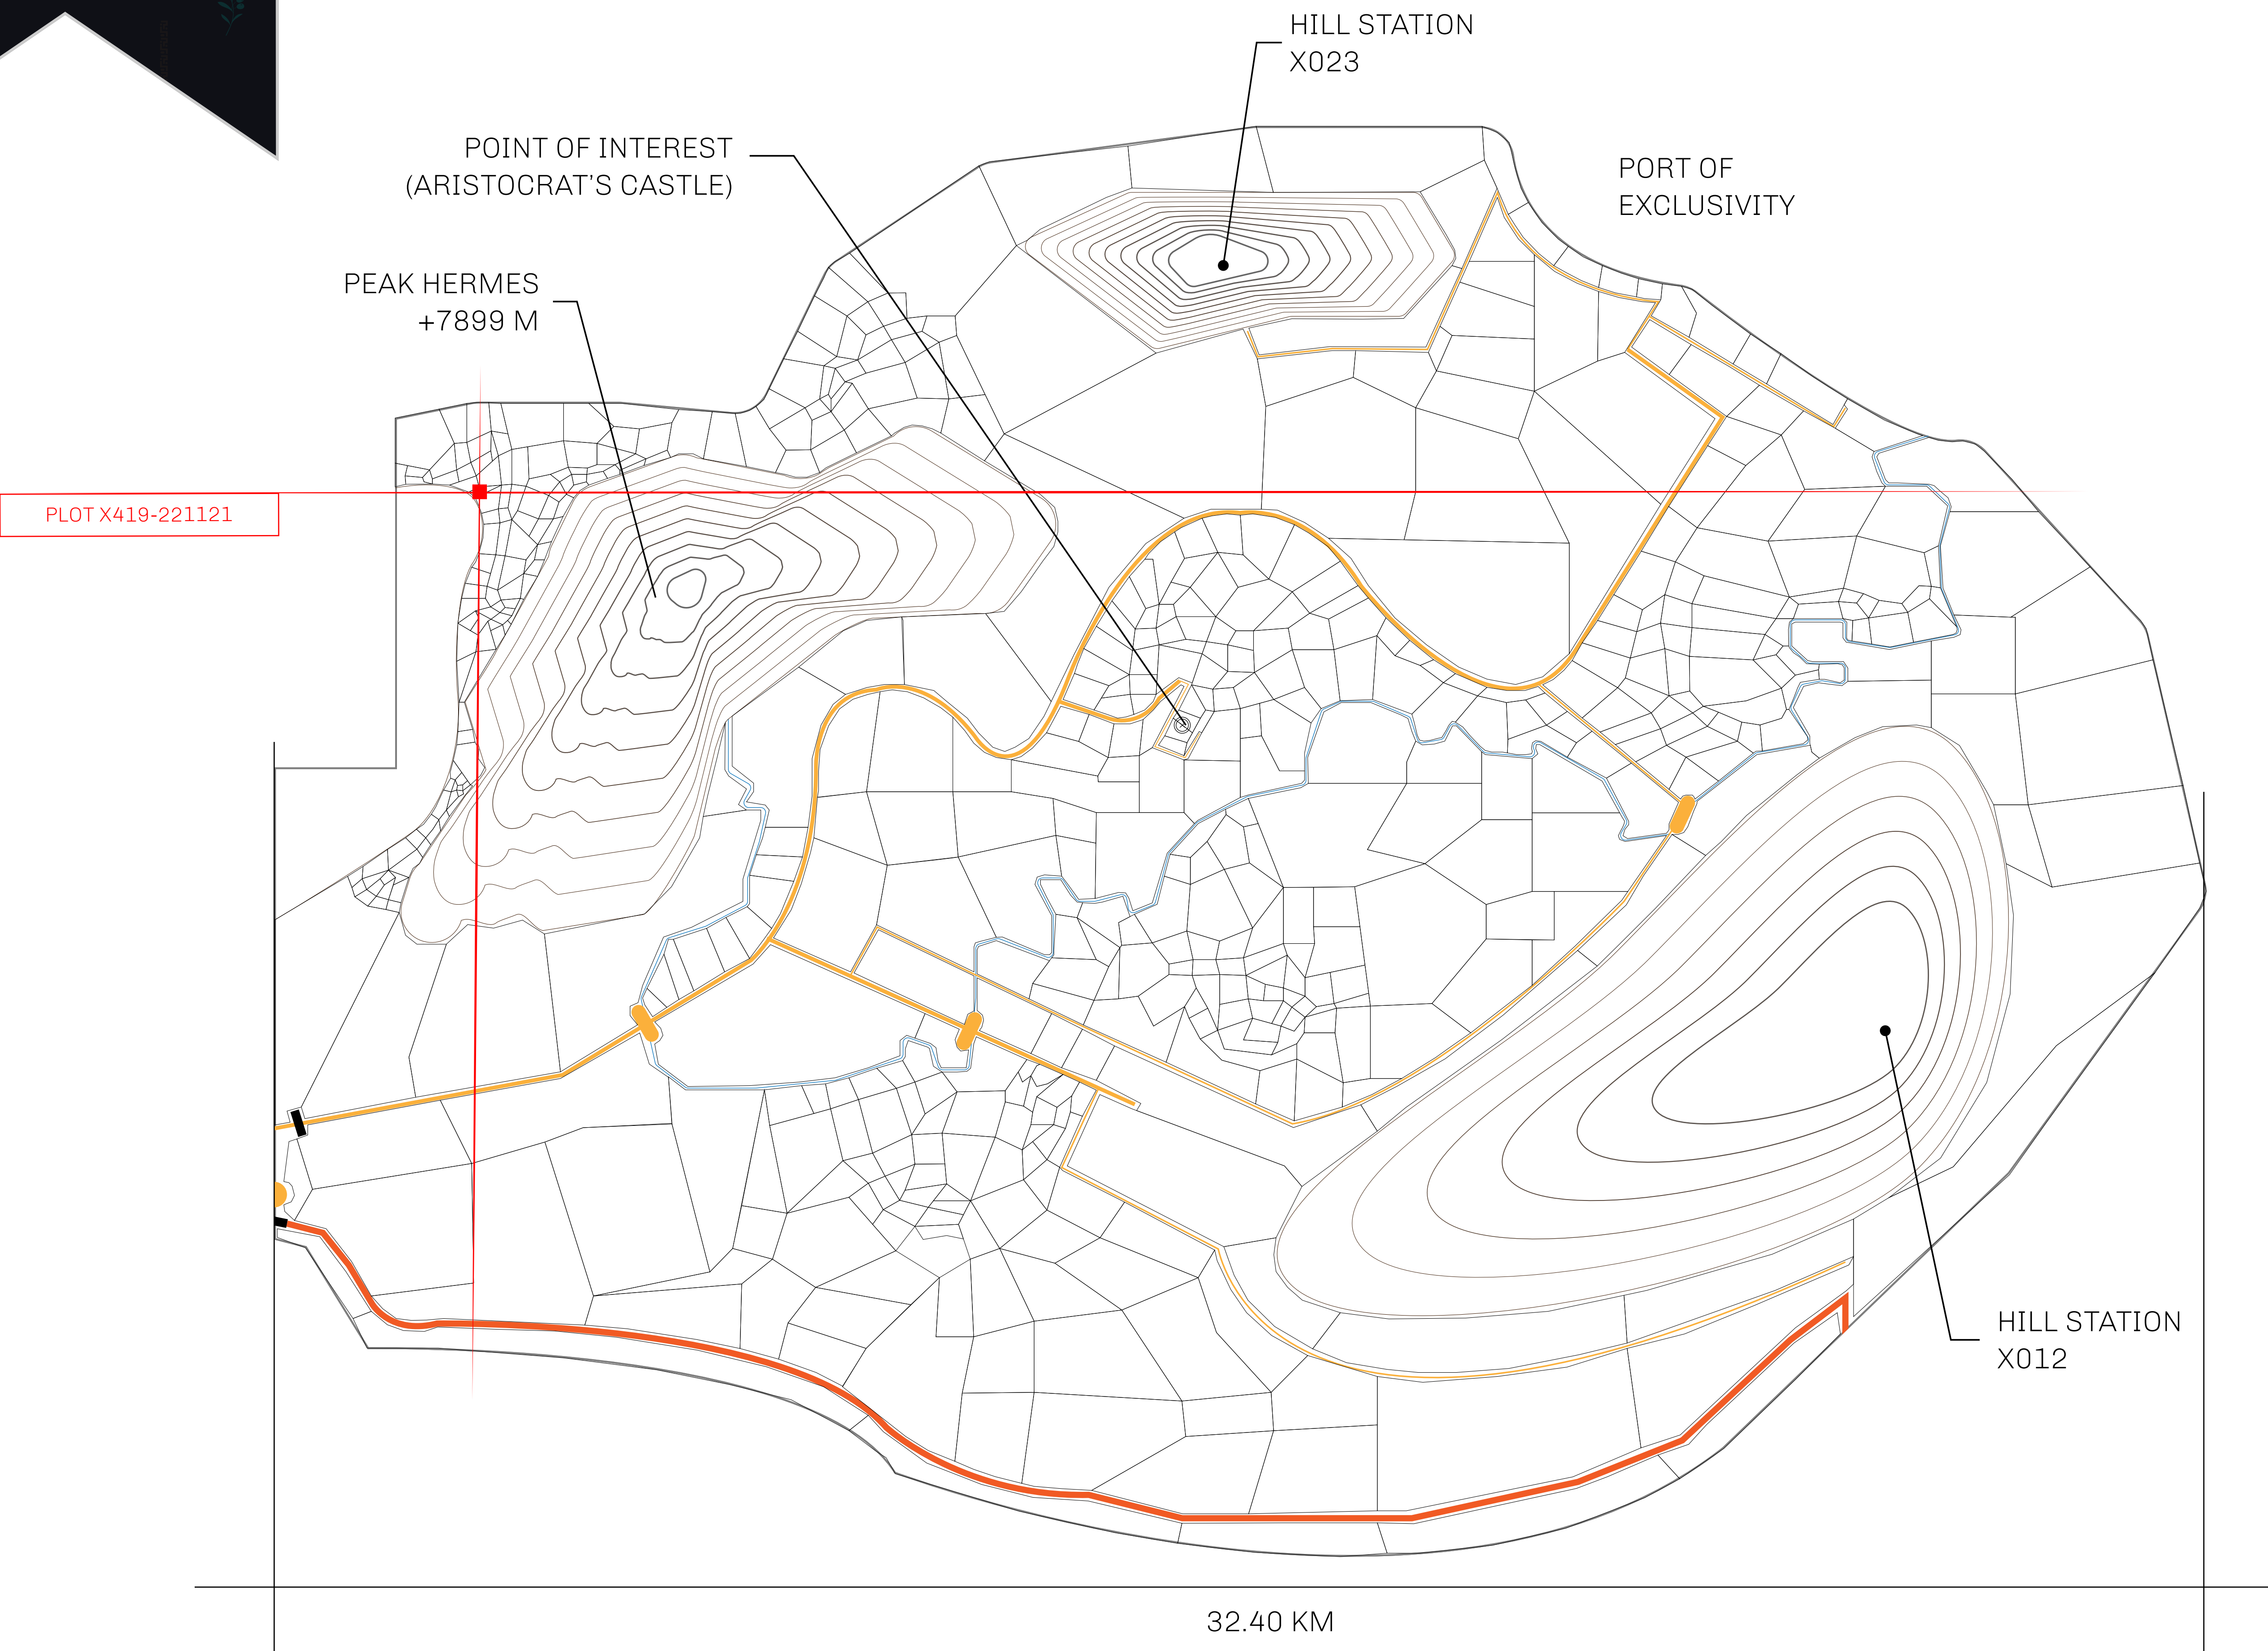 HILL STATION
X023
POINT OF INTEREST
(ARISTOCRAT'S CASTLE)
PORT OF
EXCLUSIVITY
PEAK HERMES
+7899 M
PLOT X419-221121
HILL STATION
X012
32.40 KM